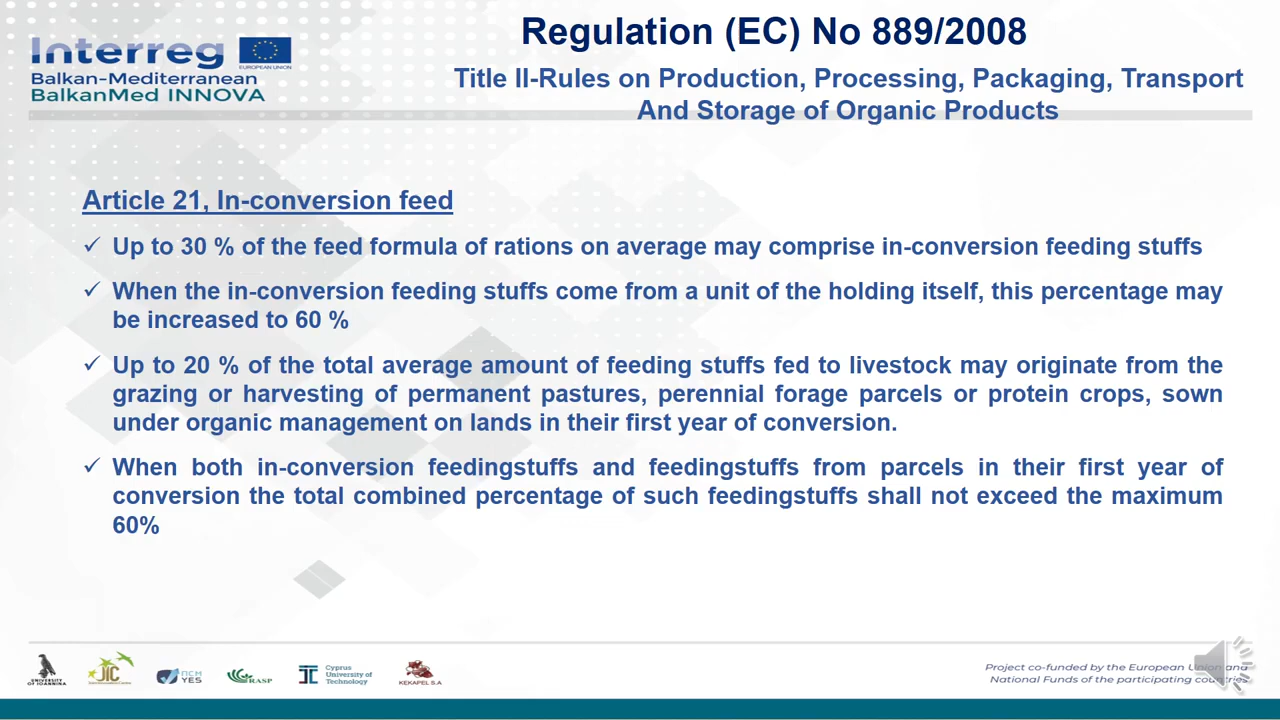 Interreg
EUROPEAN UNION
Balkan-Mediterranean
BalkanMed INNOVA
Regulation (EC) No 889/2008
Title II-Rules on Production, Processing, Packaging, Transport
And Storage of Organic Products
Article 21, In-conversion feed
✓ Up to 30 % of the feed formula of rations on average may comprise in-conversion feeding stuffs
✓ When the in-conversion feeding stuffs come from a unit of the holding itself, this percentage may
be increased to 60 %
✓ Up to 20 % of the total average amount of feeding stuffs fed to livestock may originate from the
grazing or harvesting of permanent pastures, perennial forage parcels or protein crops, sown
under organic management on lands in their first year of conversion.
✓ When both in-conversion feedingstuffs and feedingstuffs from parcels in their first year of
conversion the total combined percentage of such feedingstuffs shall not exceed the maximum
60%
UNIVERSITY
OF IOANNINA
JIC
YES
RASP
Cyprus
University of
Technology
KEKAPEL S.A
Project co-funded by the European Union and
National Funds of the participating countries